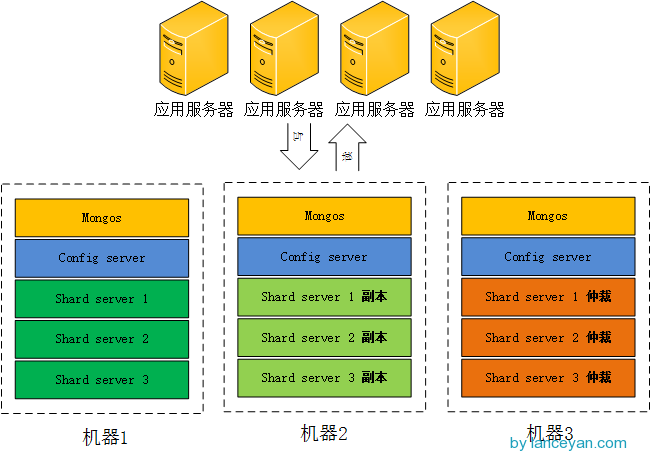 应用服务器 应用服务器 应用服务器 应用服务器
写 读
Mongos
Config server
Shard server 1
Shard server 2
Shard server 3
机器1
Mongos
Config server
Shard server 1 副本
Shard server 2 副本
Shard server 3 副本
机器2
Mongos
Config server
Shard server 1 仲裁
Shard server 2 仲裁
Shard server 3 仲裁
机器3
by lanceyan.com